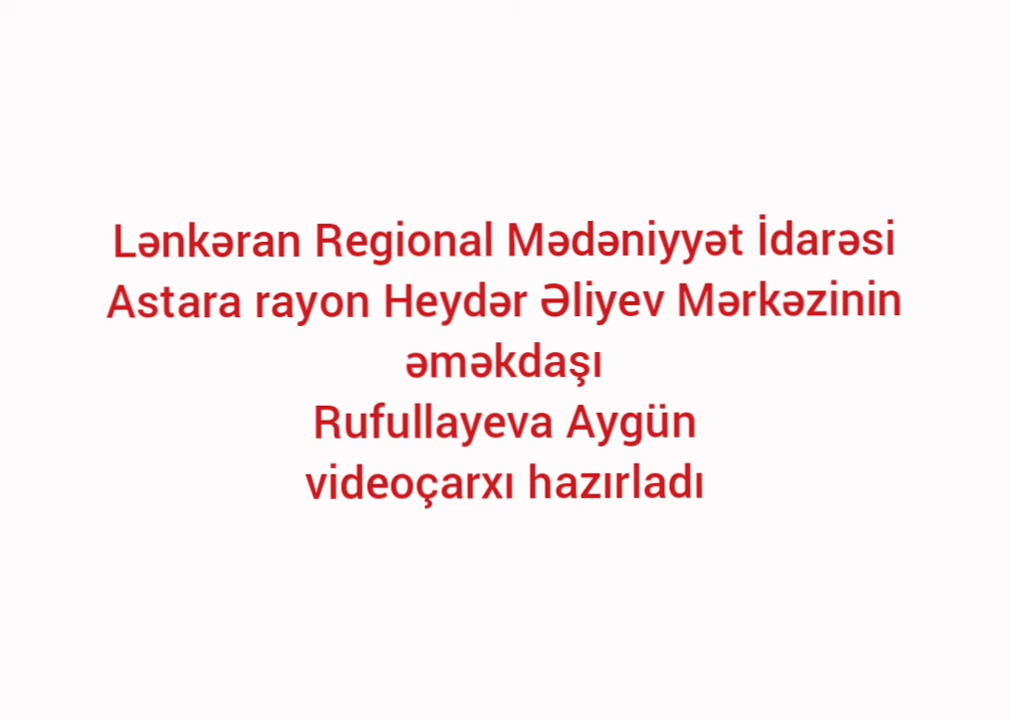 Lənkəran Regional Mədəniyyət İdarəsi
Astara rayon Heydər Əliyev Mərkəzinin
əməkdaşı
Rufullayeva Aygün
videoçarxı hazırladı